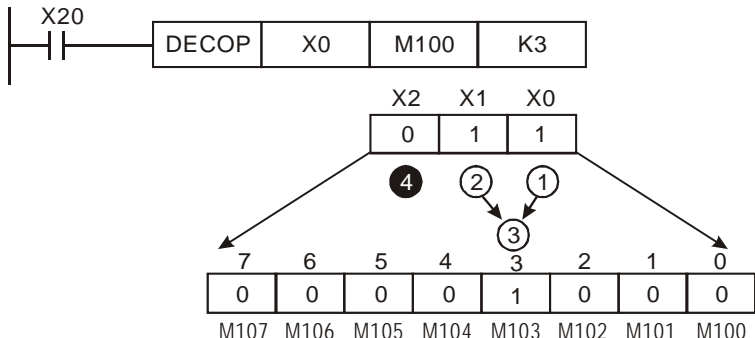 X20
DECOP X0 M100 K3
X2 X1 X0
0 1 1
4 2 1
3
7 6 5 4 3 2 1 0
0 0 0 0 1 0 0 0
M107 M106 M105 M104 M103 M102 M101 M100